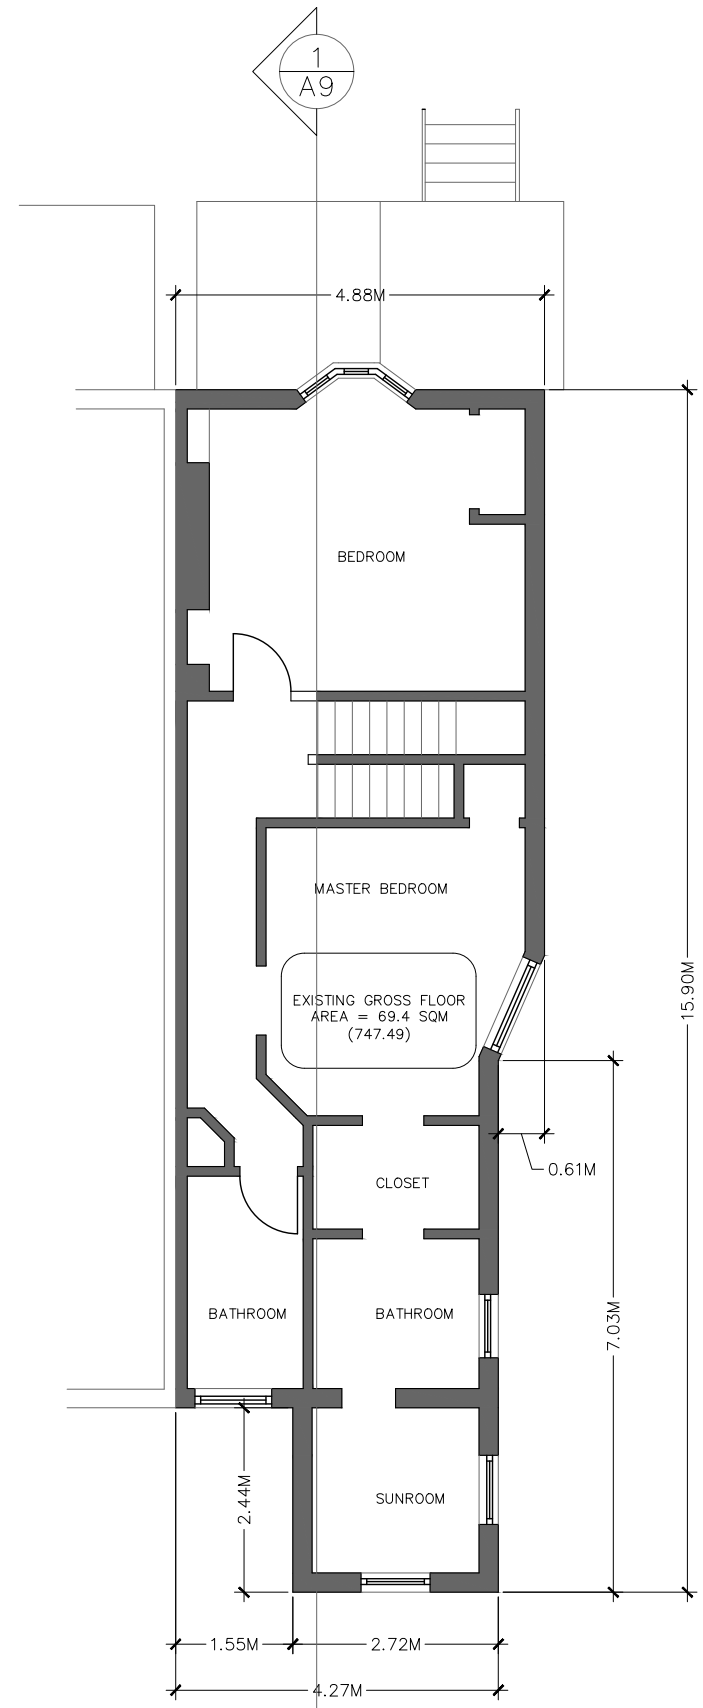 1
A9
4.88M
BEDROOM
MASTER BEDROOM
EXISTING GROSS FLOOR
AREA = 69.4 SQM
(747.49)
15.90M
0.61M
CLOSET
BATHROOM
BATHROOM
7.03M
2.44M
SUNROOM
1.55M
2.72M
4.27M